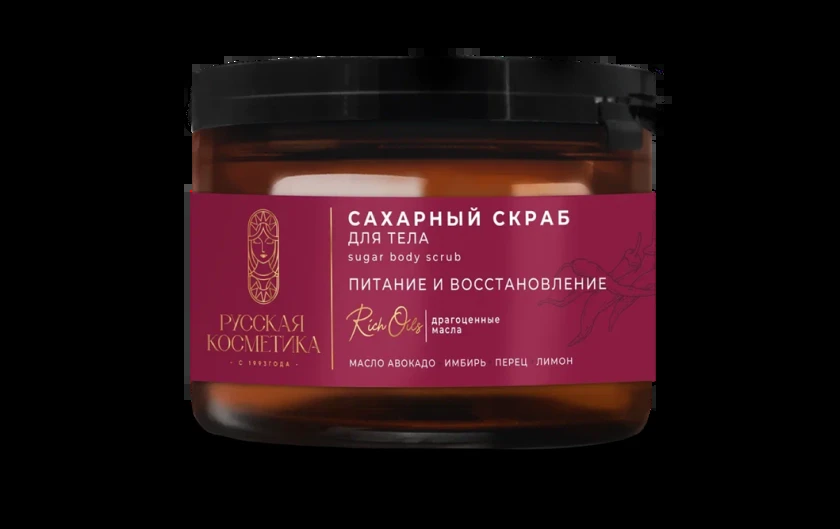 САХАРНЫЙ СКРАБ
ДЛЯ ТЕЛА
sugar body scrub
ПИТАНИЕ И ВОССТАНОВЛЕНИЕ
Rich Oils
драгоценные
масла
МАСЛО АВОКАДО ИМБИРЬ ПЕРЕЦ ЛИМОН
РУССКАЯ
КОСМЕТИКА
• С 1993 ГОДА •